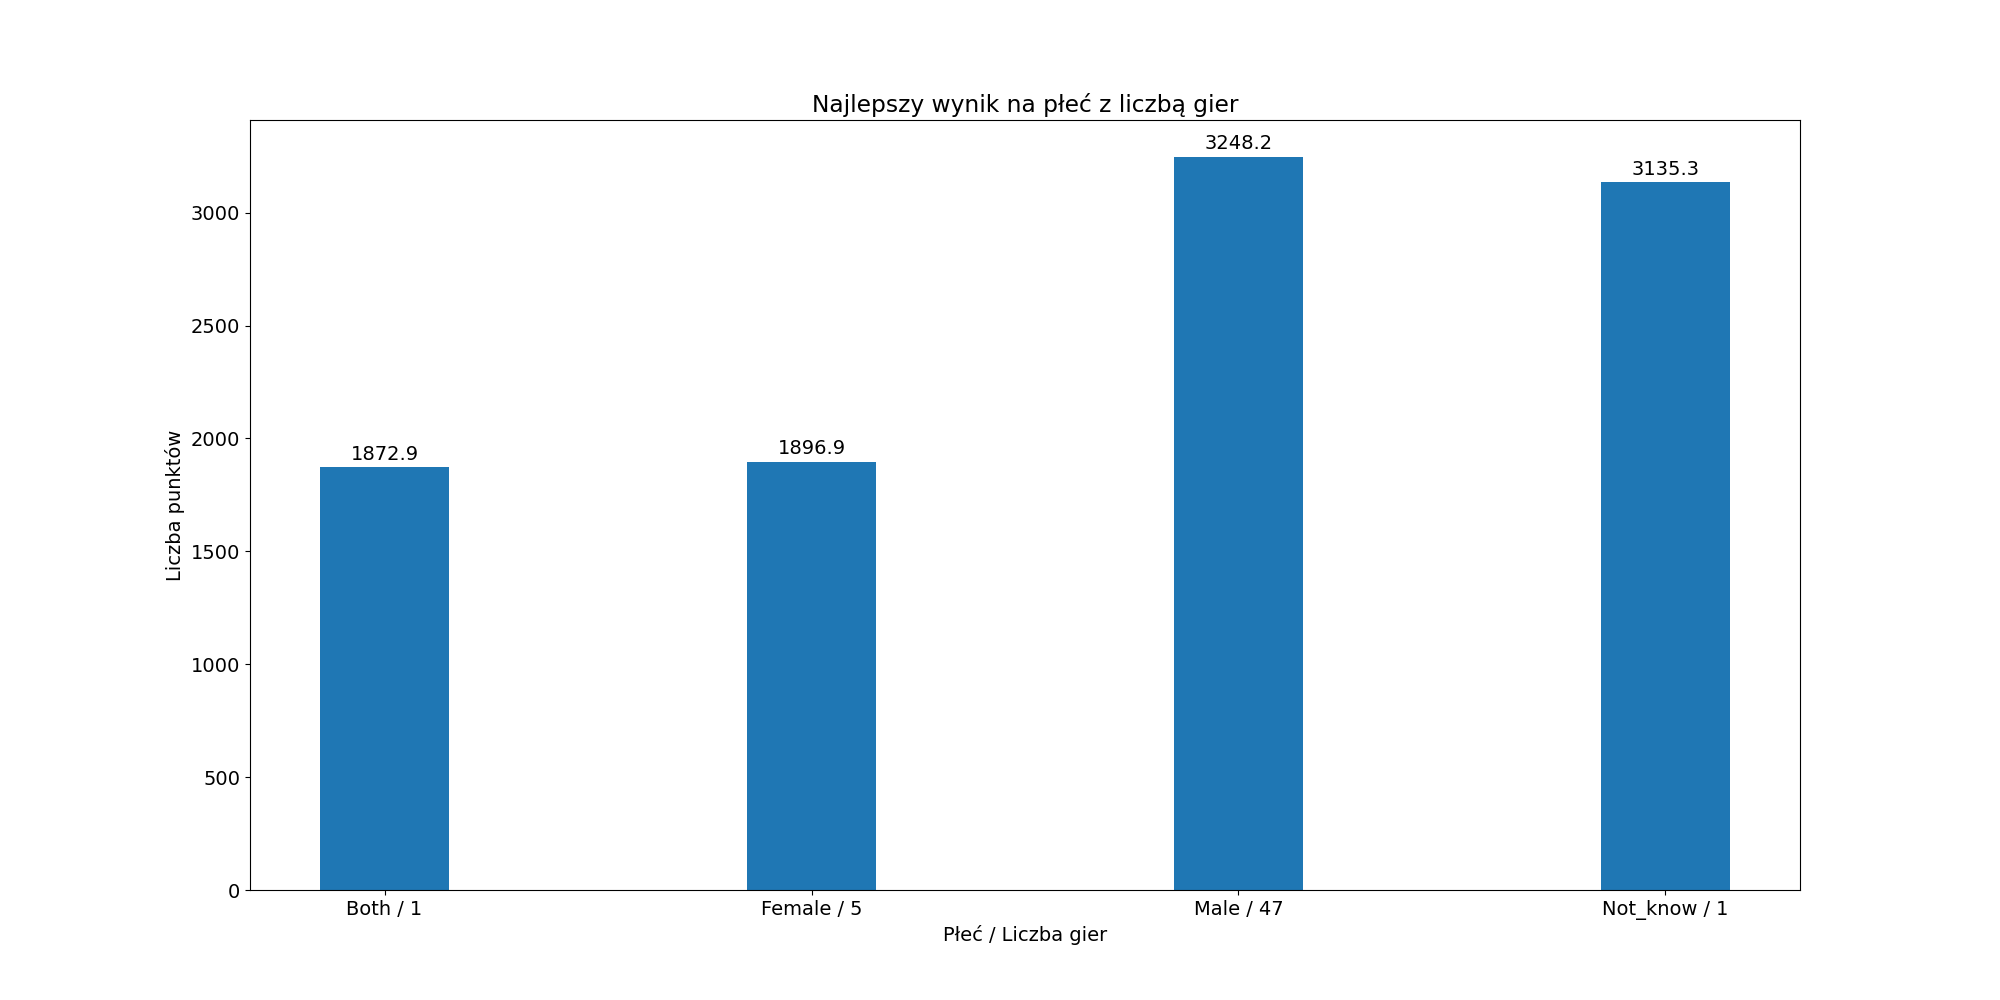 Najlepszy wynik na płeć z liczbą gier
3248.2
3135.3
1896.9
1872.9
3000
2500
2000
1500
1000
500
0
Liczba punktów
Both / 1
Female / 5
Male / 47
Not_know / 1
Płeć / Liczba gier